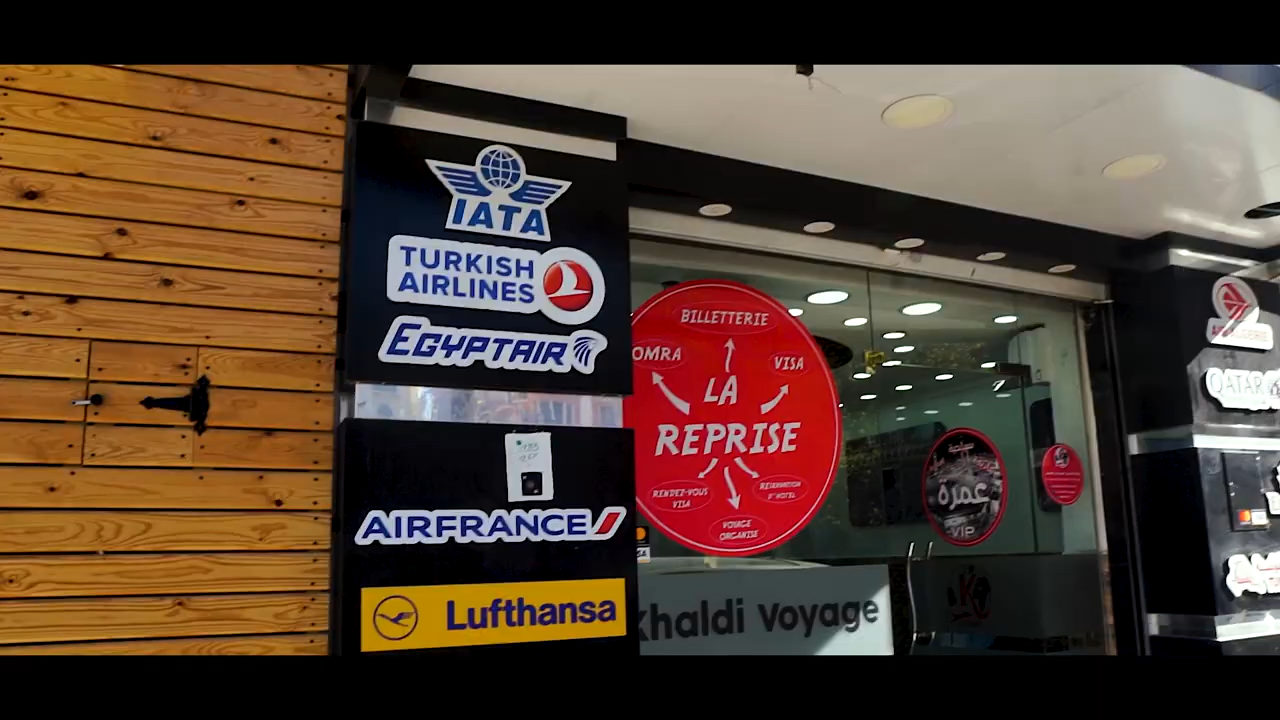 IATA
TURKISH
AIRLINES
EGYPTAIR
AIRFRANCE
Lufthansa
BILLETTERIE
OMRA
VISA
LA
REPRISE
RENDEZ-VOUS
VISA
RESERVATION
D'HOTEL
VOYAGE
ORGANISE
khaldi Voyage
عمرة
VIP
QATAR